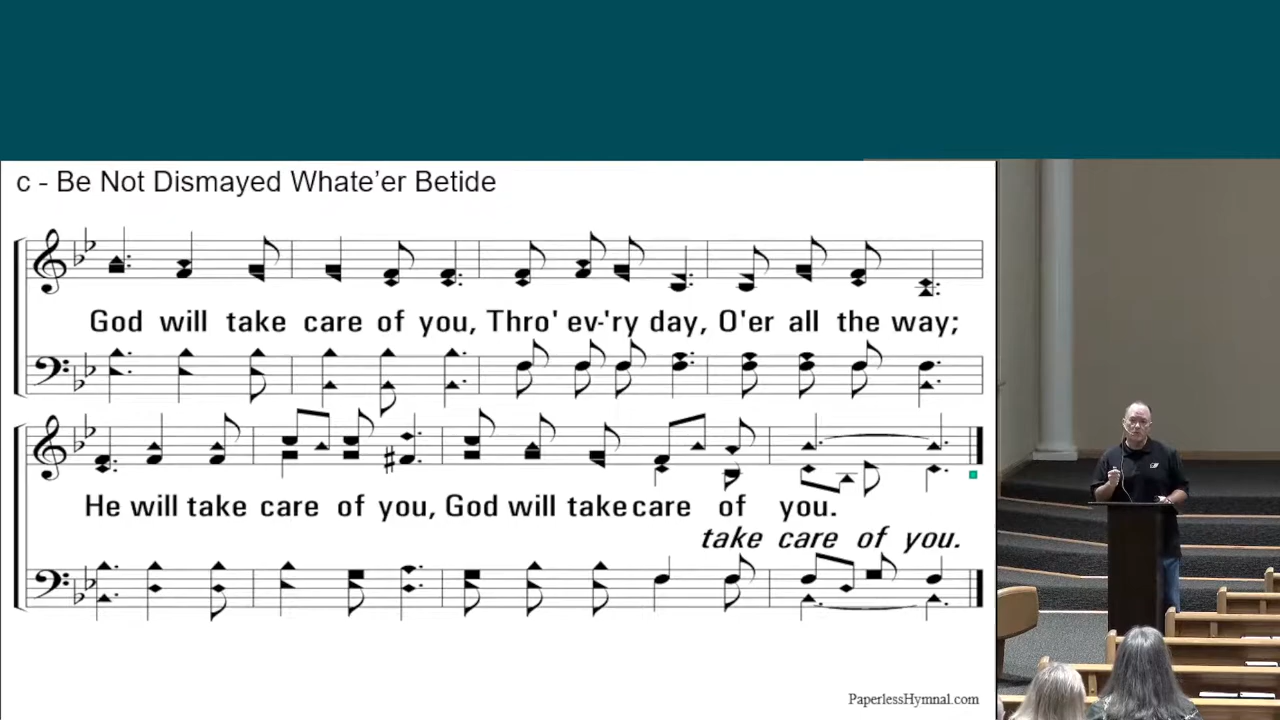 c - Be Not Dismayed Whate'er Betide
God will take care of you, Thro' ev-'ry day, O'er all the way;
He will take care of you, God will take care of you.
take care of you.
PaperlessHymnal.com